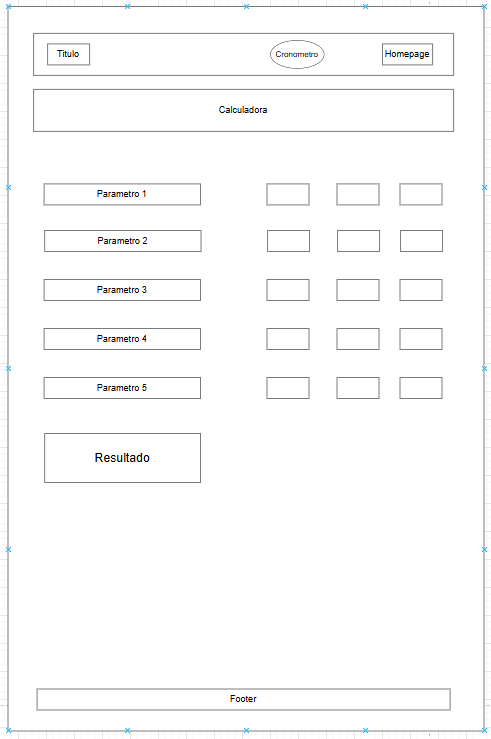 Titulo
Cronometro
Homepage
Calculadora
Parametro 1
Parametro 2
Parametro 3
Parametro 4
Parametro 5
Resultado
Footer